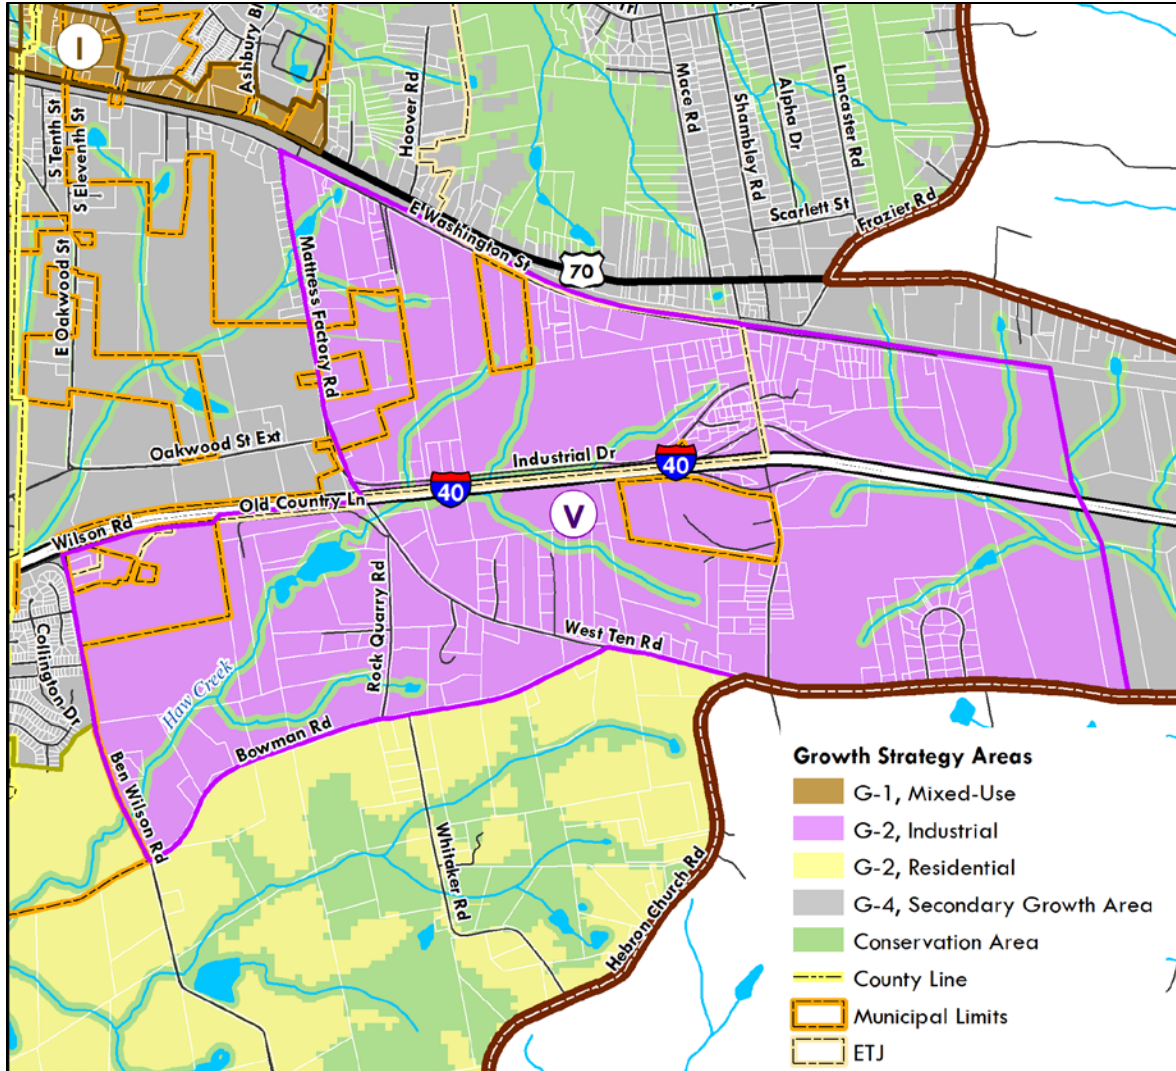 I
Ashbury Bl
S Tenth St
S Eleventh St
Hoover Rd
Mace Rd
Shambley Rd
Alpha Dr
Lancaster Rd
Scarlett St
Frazier Rd
E Washington St
70
E Oakwood St
Mattress Factory Rd
Oakwood St Ext
Industrial Dr
40
40
Old Country Ln
V
Wilson Rd
Rock Quarry Rd
West Ten Rd
Collington Dr
Haw Creek
Bowman Rd
Ben Wilson Rd
Whitaker Rd
Hebron Church Rd
Growth Strategy Areas
G-1, Mixed-Use
G-2, Industrial
G-2, Residential
G-4, Secondary Growth Area
Conservation Area
County Line
Municipal Limits
ETJ